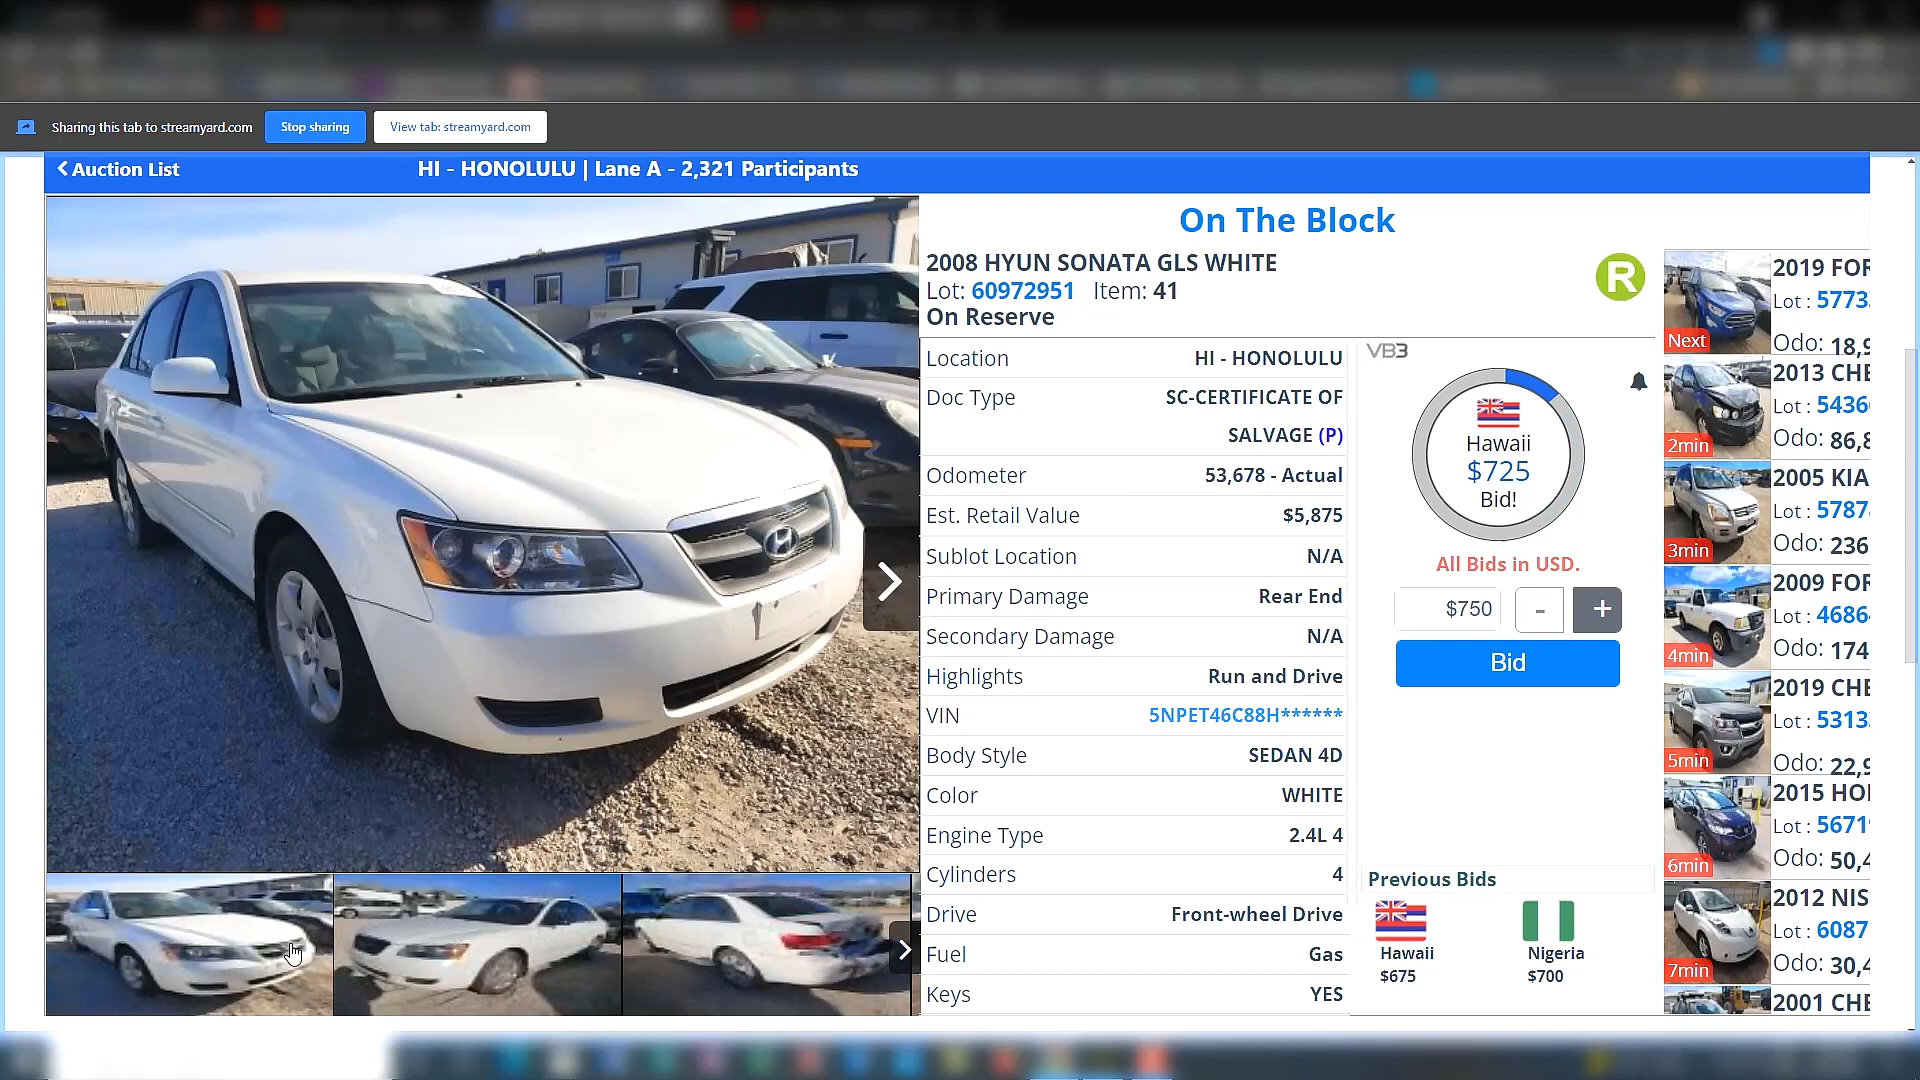 Sharing this tab to streamyard.com
Stop sharing
View tab: streamyard.com
Auction List
HI - HONOLULU | Lane A - 2,321 Participants
On The Block
2008 HYUN SONATA GLS WHITE
Lot: 60972951 Item: 41
On Reserve
R
Location HI - HONOLULU
Doc Type SC-CERTIFICATE OF
SALVAGE (P)
Odometer 53,678 - Actual
Est. Retail Value $5,875
Sublot Location N/A
Primary Damage Rear End
Secondary Damage N/A
Highlights Run and Drive
VIN 5NPET46C88H******
Body Style SEDAN 4D
Color WHITE
Engine Type 2.4L 4
Cylinders 4
Drive Front-wheel Drive
Fuel Gas
Keys YES
VB3
Hawaii
$725
Bid!
All Bids in USD.
$750 - +
Bid
Previous Bids
Hawaii
$675
Nigeria
$700
2019 FOR
Lot : 5773
Next
Odo: 18,9
2013 CHE
Lot : 5436
2min
Odo: 86,8
2005 KIA
Lot : 5787
3min
Odo: 236
2009 FOR
Lot : 4686
4min
Odo: 174
2019 CHE
Lot : 5313
5min
Odo: 22,9
2015 HO
Lot : 5671
6min
Odo: 50,4
2012 NIS
Lot : 6087
7min
Odo: 30,4
2001 CHE